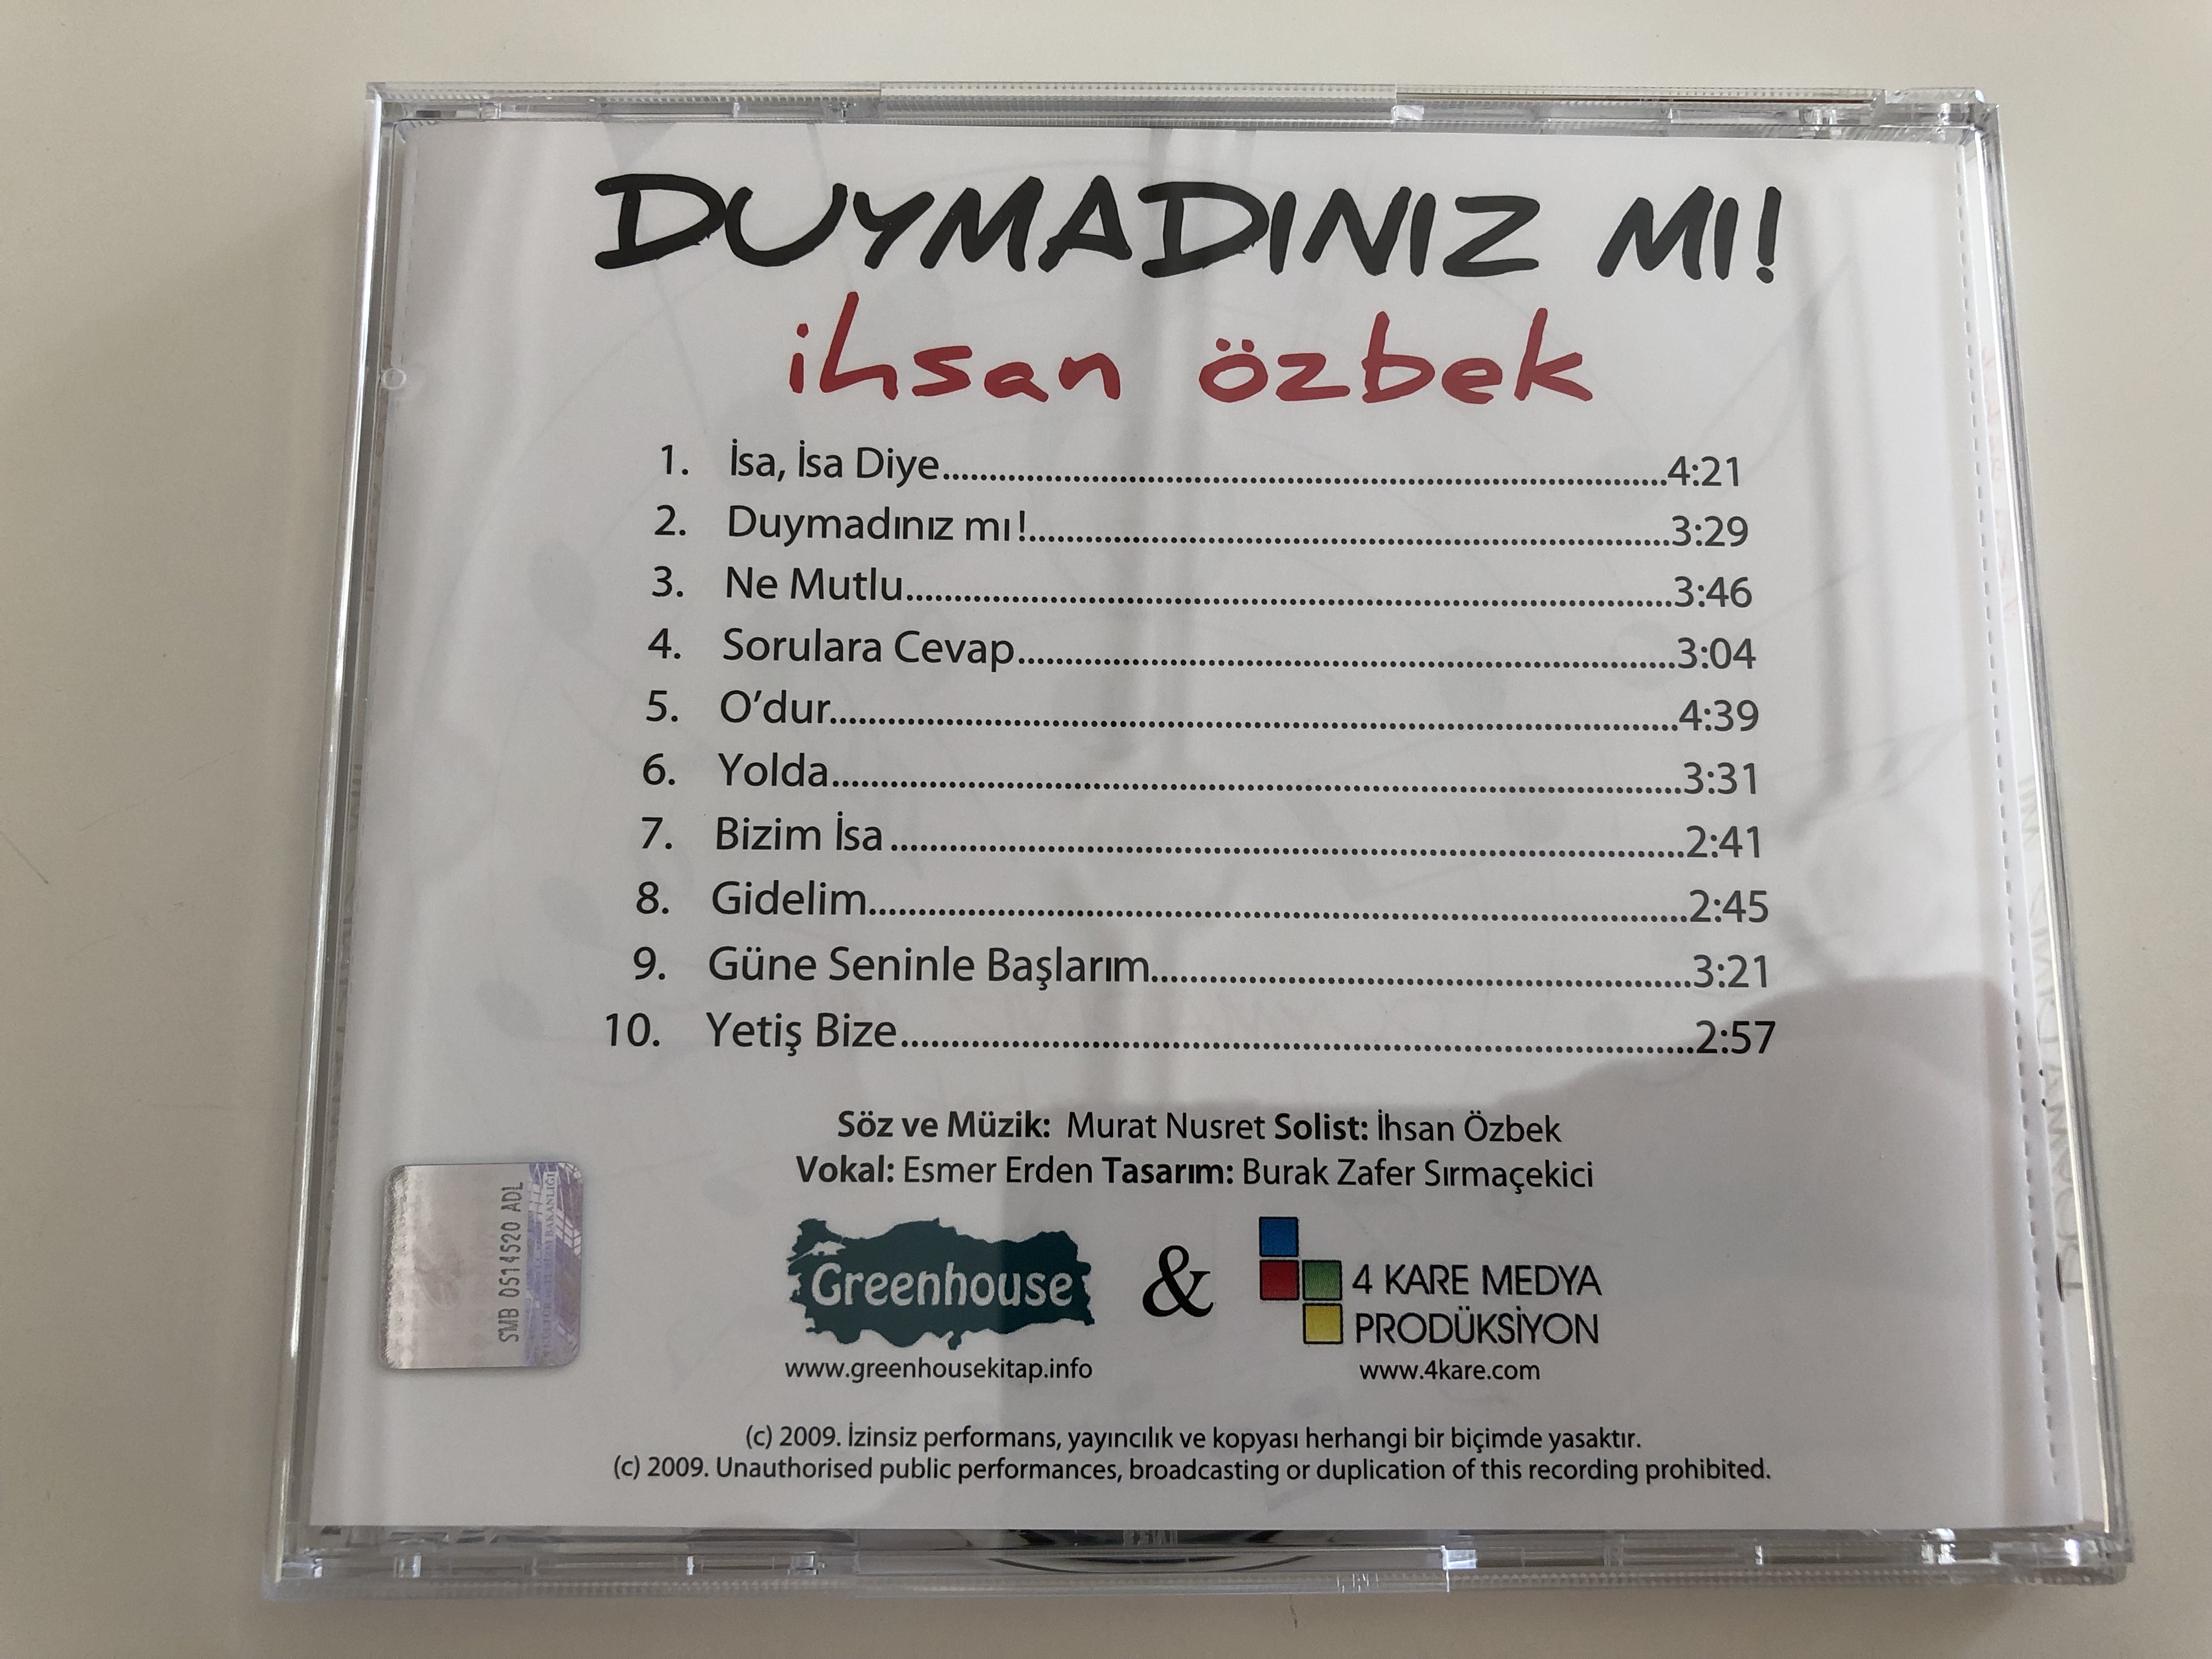 DUYMADINIZ MI!
ihsan özbek
1. İsa, İsa Diye....................4:21
2. Duymadınız mı!....................3:29
3. Ne Mutlu....................3:46
4. Sorulara Cevap....................3:04
5. O'dur....................4:39
6. Yolda....................3:31
7. Bizim İsa....................2:41
8. Gidelim....................2:45
9. Güne Seninle Başlarım....................3:21
10. Yetiş Bize....................2:57
Söz ve Müzik: Murat Nusret Solist: İhsan Özbek
Vokal: Esmer Erden Tasarım: Burak Zafer Sırmaçekici
Greenhouse & 4 KARE MEDYA
PRODÜKSİYON
www.greenhousekitap.info www.4kare.com
SMB 0514520 ADL
(c) 2009. İzinsiz performans, yayıncılık ve kopyası herhangi bir biçimde yasaktır.
(c) 2009. Unauthorised public performances, broadcasting or duplication of this recording prohibited.